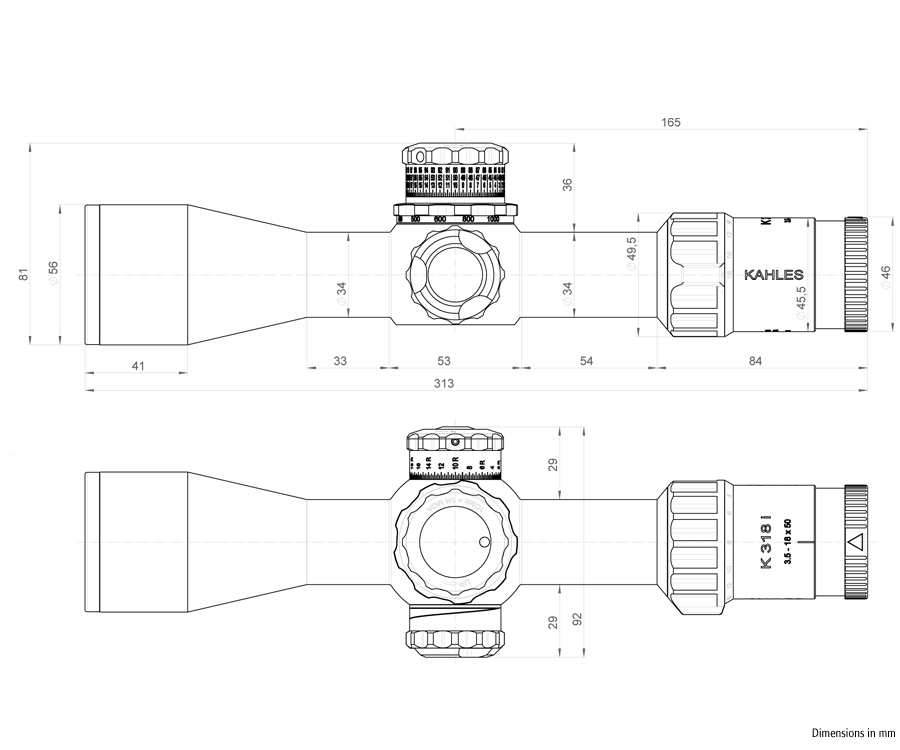 165
36
81
Ø 56
Ø 34
Ø 34
Ø 49,5
KAHLES
Ø 45,5
Ø 46
600 800 1000
500
41
33
53
54
84
313
29
14 R 12 10 R 8 6 R 4
16
K 318 i
3.5 - 18 x 50
29
92
Dimensions in mm